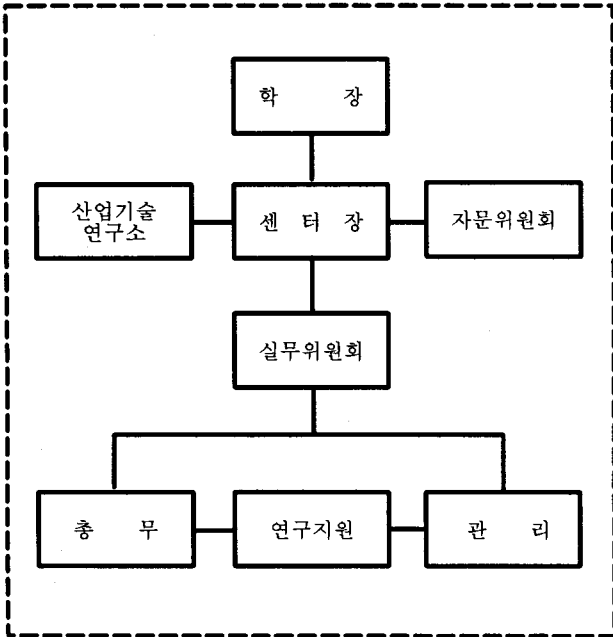 학 장
산업기술
연구소
센 터 장
자문위원회
실무위원회
총 무
연구지원
관 리